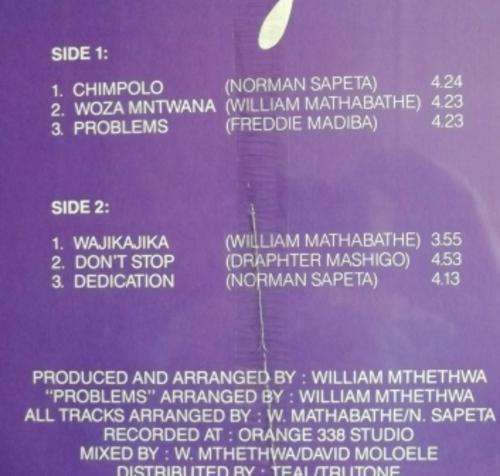 SIDE 1:
1. CHIMPOLO (NORMAN SAPETA) 4.24
2. WOZA MNTWANA (WILLIAM MATHABATHE) 4.23
3. PROBLEMS (FREDDIE MADIBA) 4.23
SIDE 2:
1. WAJIKAJIKA (WILLIAM MATHABATHE) 3.55
2. DON'T STOP (DRAPHTER MASHIGO) 4.53
3. DEDICATION (NORMAN SAPETA) 4.13
PRODUCED AND ARRANGED BY : WILLIAM MTHETHWA
"PROBLEMS" ARRANGED BY : WILLIAM MTHETHWA
ALL TRACKS ARRANGED BY : W. MATHABATHE/N. SAPETA
RECORDED AT : ORANGE 338 STUDIO
MIXED BY : W. MTHETHWA/DAVID MOLOELE
DISTRIBUTED BY : TEAL/TRUTONE